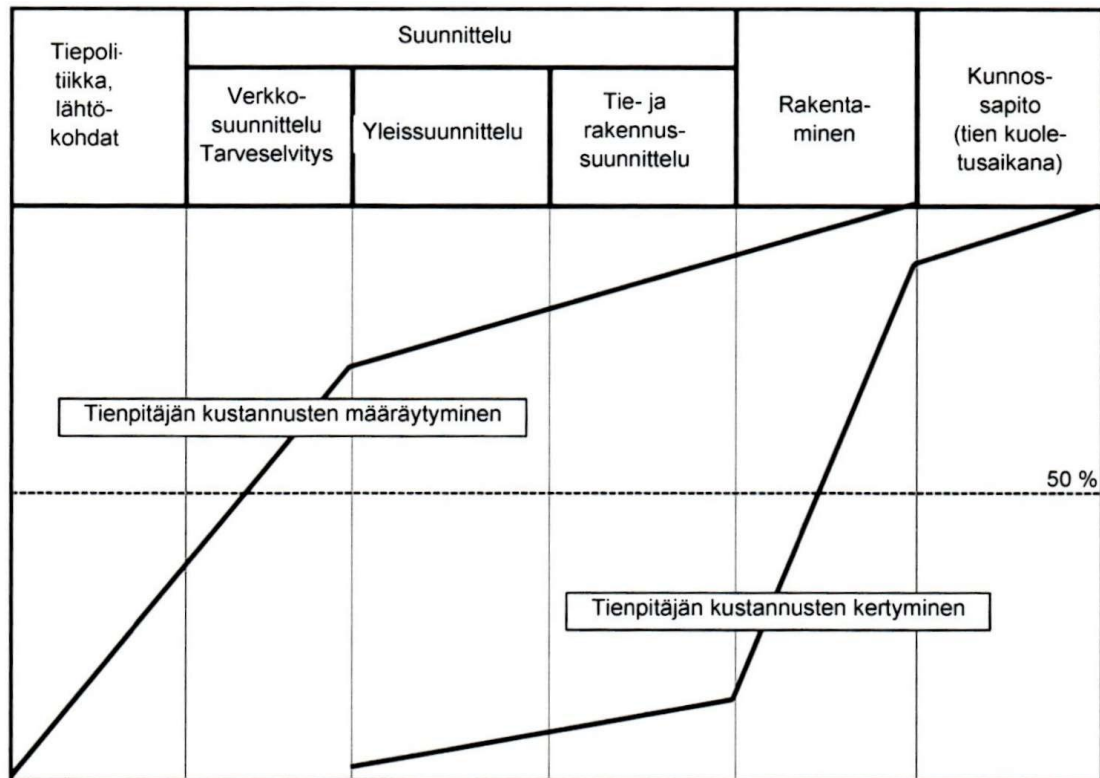 Tiepoli-
tiikka,
lähtö-
kohdat
Suunnittelu
Verkko-
suunnittelu
Tarveselvitys
Yleissuunnittelu
Tie- ja
rakennus-
suunnittelu
Rakenta-
minen
Kunnos-
sapito
(tien kuole-
tusaikana)
Tienpitäjän kustannusten määräytyminen
50 %
Tienpitäjän kustannusten kertyminen